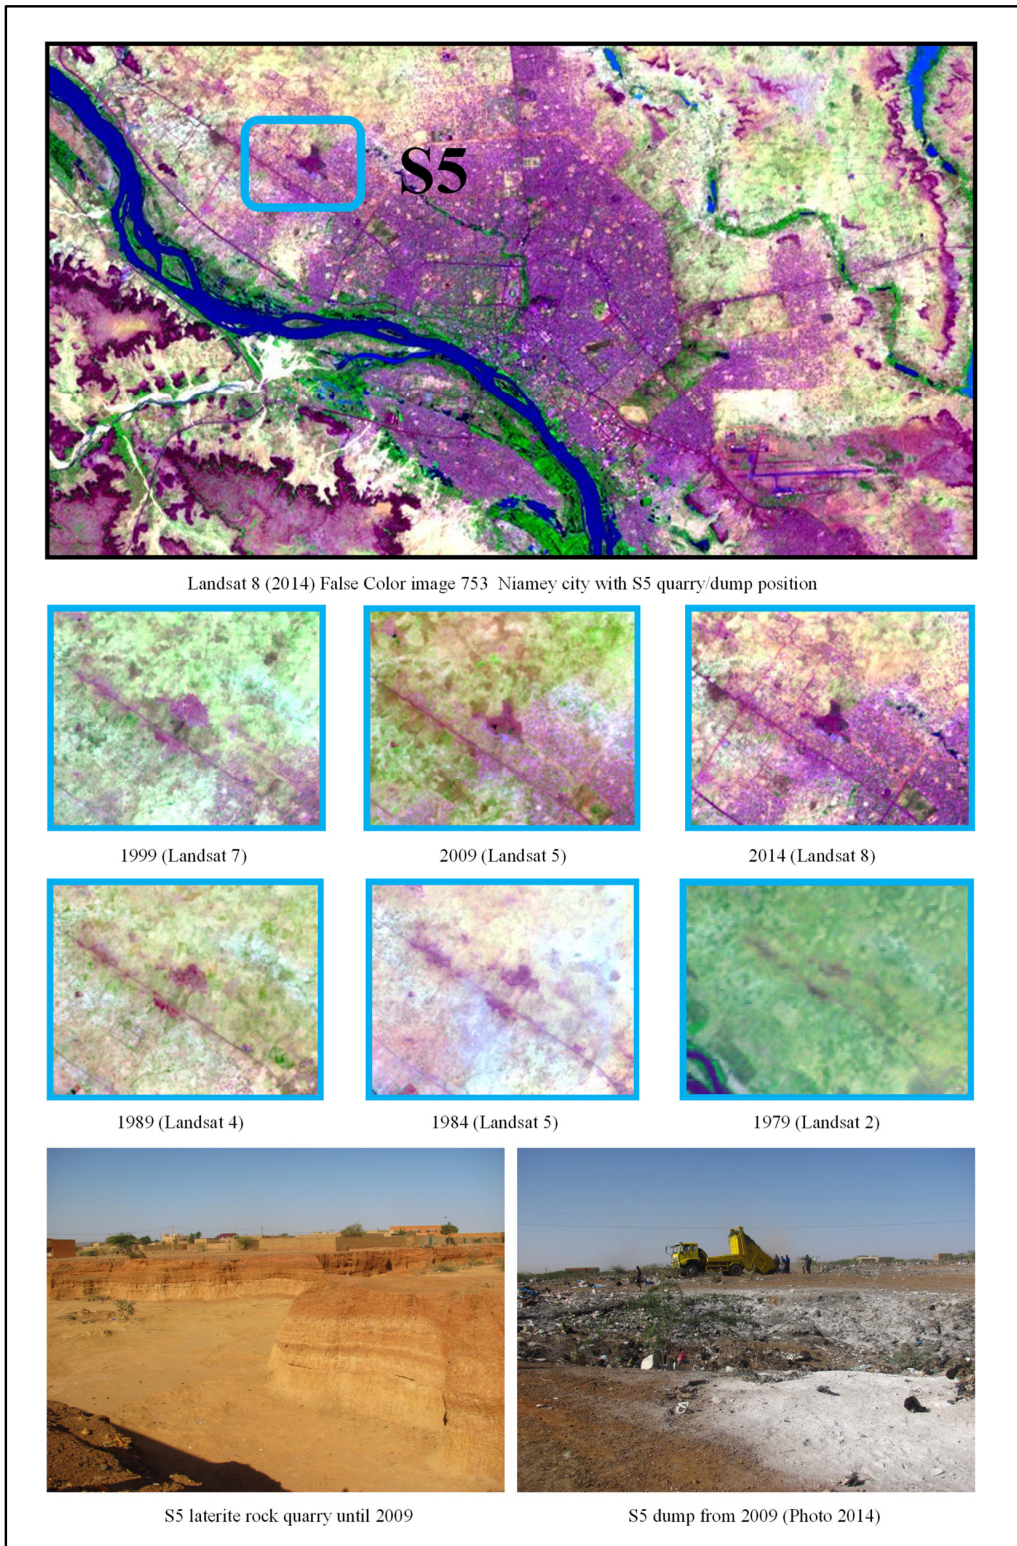 S5
Landsat 8 (2014) False Color image 753 Niamey city with S5 quarry/dump position
1999 (Landsat 7)
2009 (Landsat 5)
2014 (Landsat 8)
1989 (Landsat 4)
1984 (Landsat 5)
1979 (Landsat 2)
S5 laterite rock quarry until 2009
S5 dump from 2009 (Photo 2014)